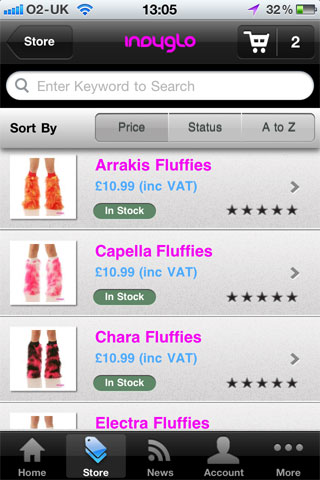 O2-UK 13:05 32%
Store indyglo 2
Enter Keyword to Search
Sort By Price Status A to Z
Arrakis Fluffies
£10.99 (inc VAT)
In Stock
Capella Fluffies
£10.99 (inc VAT)
In Stock
Chara Fluffies
£10.99 (inc VAT)
In Stock
Electra Fluffies
Home Store News Account More